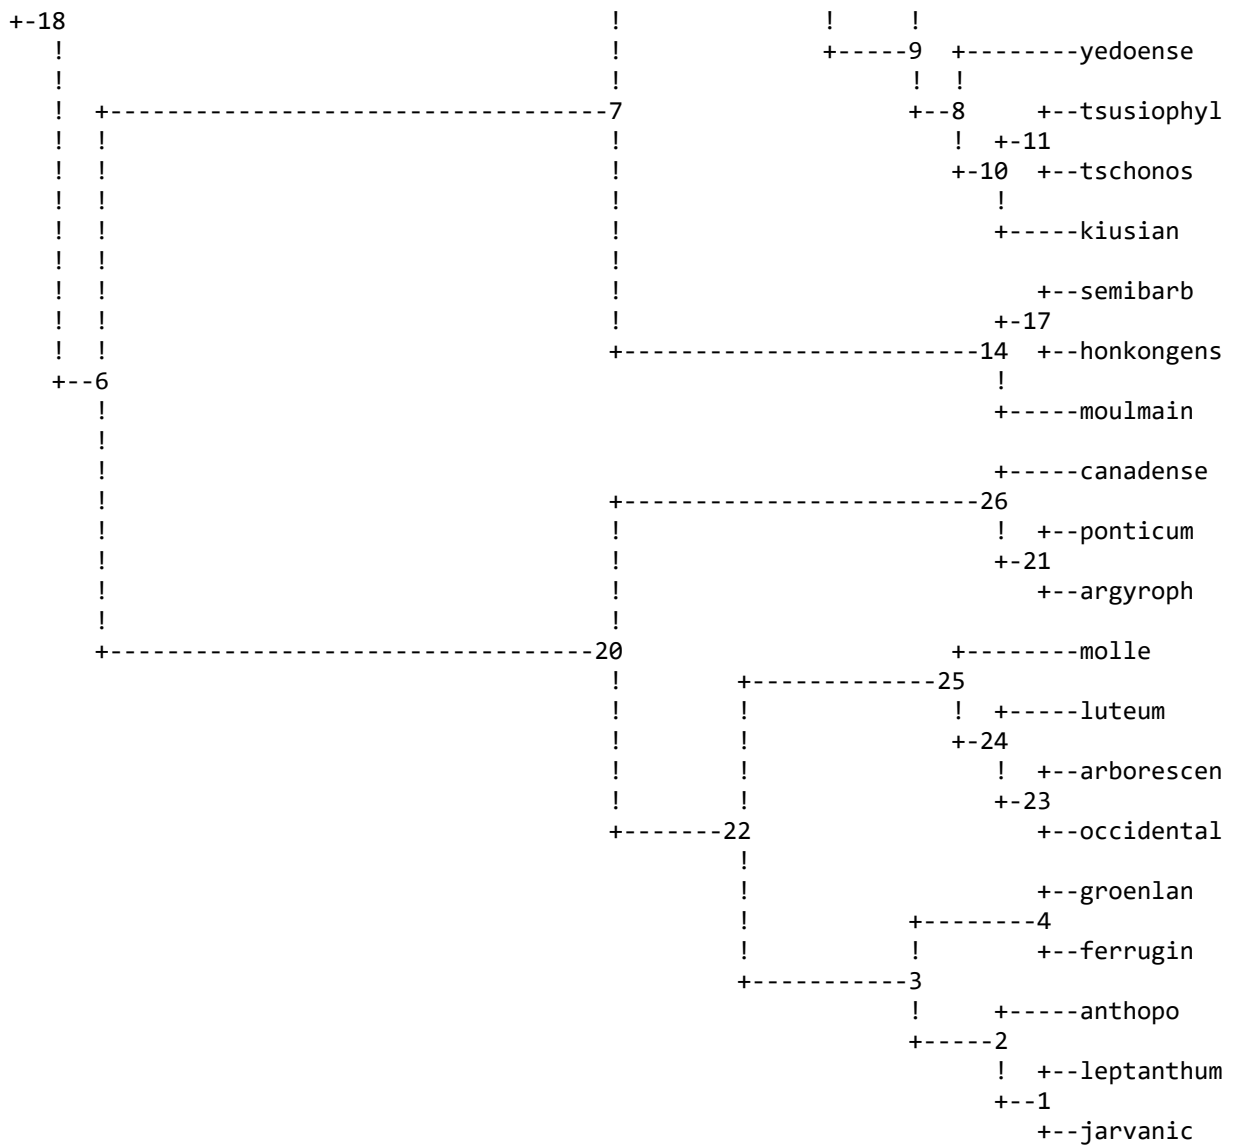 +-18                                         !                !      !
    !                                         !                +-----9  +--------yedoense
    !                                         !                       !  !
    !  +---------------------------------------7                       +--8      +--tsusiophyl
    !  !                                       !                          !  +-11
    !  !                                       !                          +-10  +--tschonos
    !  !                                       !                             !
    !  !                                       !                             +-----kiusian
    !  !                                       !
    !  !                                       !                                +--semibarb
    !  !                                       !                             +-17
    !  !                                       +----------------------------14  +--honkongens
    +--6                                                                     !
       !                                                                     +-----moulmain
       !
       !                                                                     +-----canadense
       !                                       +----------------------------26
       !                                       !                             !  +--ponticum
       !                                       !                             +-21
       !                                       !                                +--argyroph
       !                                       !
       +--------------------------------------20                          +--------molle
                                               !         +---------------25
                                               !         !                !  +-----luteum
                                               !         !                +-24
                                               !         !                   !  +--arborescen
                                               !         !                   +-23
                                               +--------22                      +--occidental
                                                         !
                                                         !                      +--groenlan
                                                         !             +--------4
                                                         !             !        +--ferrugin
                                                         +-------------3
                                                                       !     +-----anthopo
                                                                       +-----2
                                                                             !  +--leptanthum
                                                                             +--1
                                                                                +--jarvanic